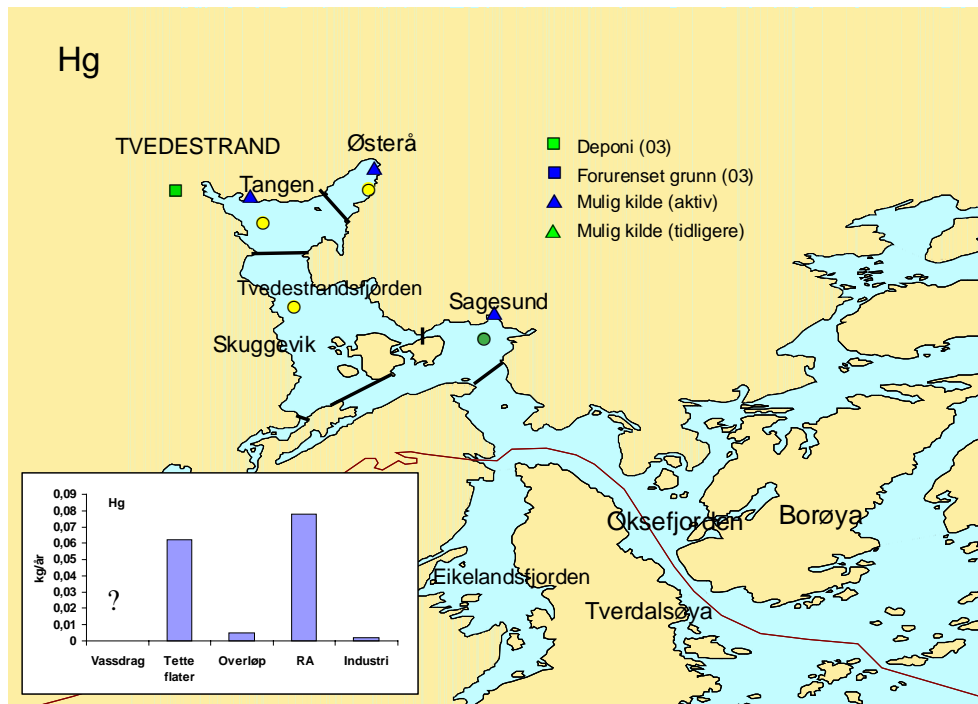 Hg
TVEDESTRAND
Østerå
Tangen
Deponi (03)
Forurenset grunn (03)
Mulig kilde (aktiv)
Mulig kilde (tidligere)
Tvedestrandsfjorden
Sagesund
Skuggevik
Oksefjorden
Borøya
Eikelandsfjorden
Tverdalsøya
Hg
kg/år
0,09
0,08
0,07
0,06
0,05
0,04
0,03
0,02
0,01
0
?
Vassdrag
Tette
flater
Overløp
RA
Industri